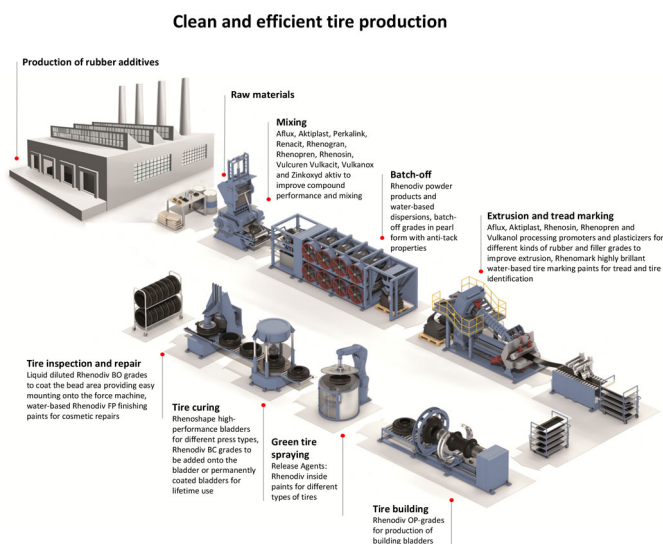 Clean and efficient tire production
Production of rubber additives
Raw materials
Mixing
Aflux, Aktiplast, Perkalink,
Renacit, Rhenogran,
Rhenopren, Rhenosin,
Vulcuren Vulkacit, Vulkanox
and Zinkoxyd aktiv to
improve compound
performance and mixing
Batch-off
Rhenodiv powder
products and
water-based
dispersions, batch-
off grades in pearl
form with anti-tack
properties
Extrusion and tread marking
Aflux, Aktiplast, Rhenosin, Rhenopren and
Vulkanol processing promoters and plasticizers for
different kinds of rubber and filler grades to
improve extrusion, Rhenomark highly brillant
water-based tire marking paints for tread and tire
identification
Tire inspection and repair
Liquid diluted Rhenodiv BO grades
to coat the bead area providing easy
mounting onto the force machine,
water-based Rhenodiv FP finishing
paints for cosmetic repairs
Tire curing
Rhenoshape high-
performance bladders
for different press types,
Rhenodiv BC grades to
be added onto the
bladder or permanently
coated bladders for
lifetime use
Green tire
spraying
Release Agents:
Rhenodiv inside
paints for different
types of tires
Tire building
Rhenodiv OP-grades
for production of
building bladders